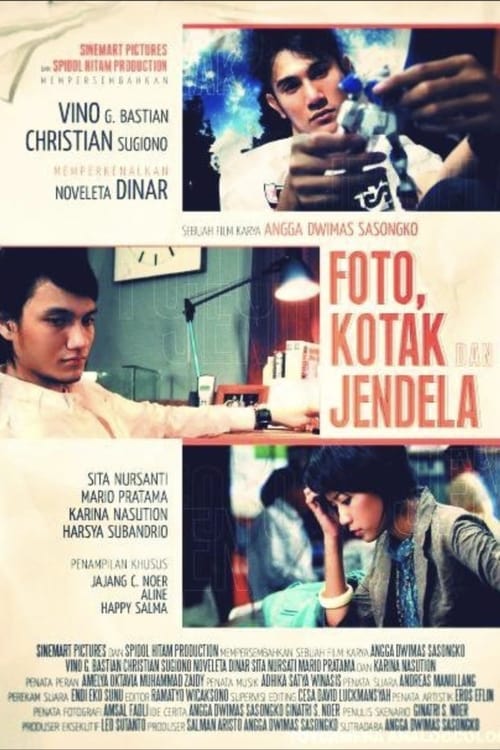 SINEMART PICTURES
DAN SPIDOL HITAM PRODUCTION
MEMPERSEMBAHKAN
VINO G. BASTIAN
CHRISTIAN SUGIONO
MEMPERKENALKAN
NOVELETA DINAR
SEBUAH FILM KARYA ANGGA DWIMAS SASONGKO
FOTO,
KOTAK DAN
JENDELA
SITA NURSANTI
MARIO PRATAMA
KARINA NASUTION
HARSYA SUBANDRIO
PENAMPILAN KHUSUS
JAJANG C. NOER
ALINE
HAPPY SALMA
SINEMART PICTURES DAN SPIDOL HITAM PRODUCTION MEMPERSEMBAHKAN SEBUAH FILM KARYA ANGGA DWIMAS SASONGKO
VINO G. BASTIAN CHRISTIAN SUGIONO NOVELETA DINAR SITA NURSATI MARIO PRATAMA DAN KARINA NASUTION
PENATA PERAN AMELYA OKTAVIA MUHAMMAD ZAIDY PENATA MUSIK ADHIKA SATYA WINASIS PENATA SUARA ANDREAS MANULLANG
PEREKAM SUARA ENDI EKO SUNU EDITOR RAMATYO WICAKSONO SUPERVISI EDITING CESA DAVID LUCKMANSYAH PENATA ARTISTIK EROS EFLIN
PENATA FOTOGRAFI AMSAL FAOLI IDE CERITA ANGGA DWIMAS SASONGKO GINATRI S. NOER PENULIS SKENARIO GINATRI S. NOER
PRODUSER EKSEKUTIF LEO SUTANTO PRODUSER SALMAN ARISTO ANGGA DWIMAS SASONGKO SUTRADARA ANGGA DWIMAS SASONGKO